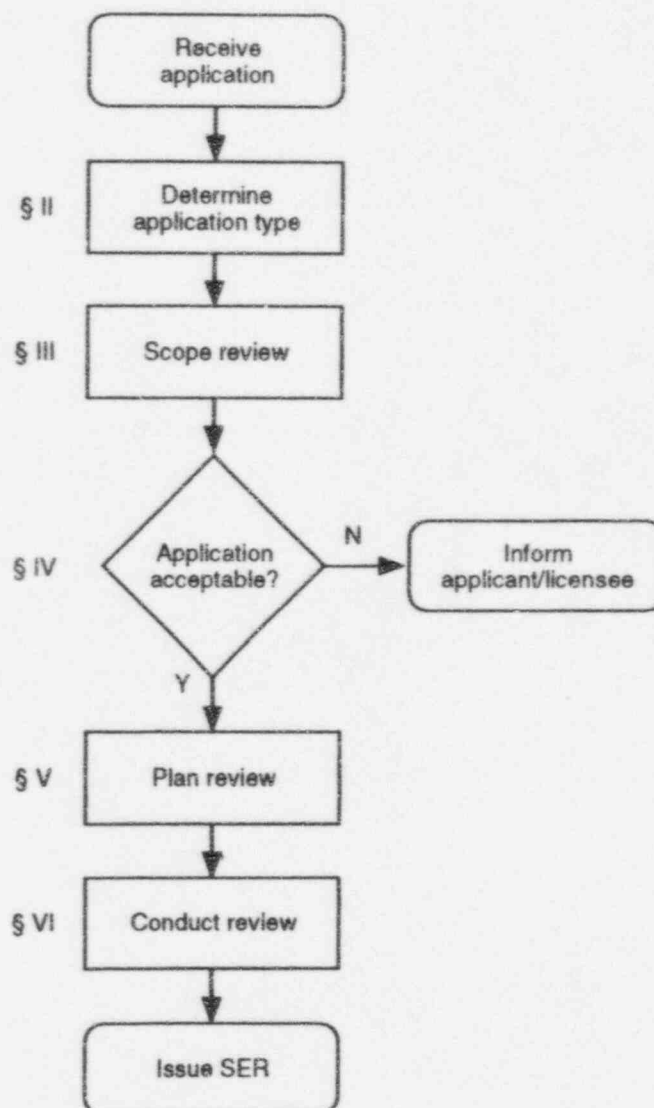 Receive
application
§ II
Determine
application type
§ III
Scope review
§ IV
Application
acceptable?
N
Inform
applicant/licensee
Y
§ V
Plan review
§ VI
Conduct review
Issue SER